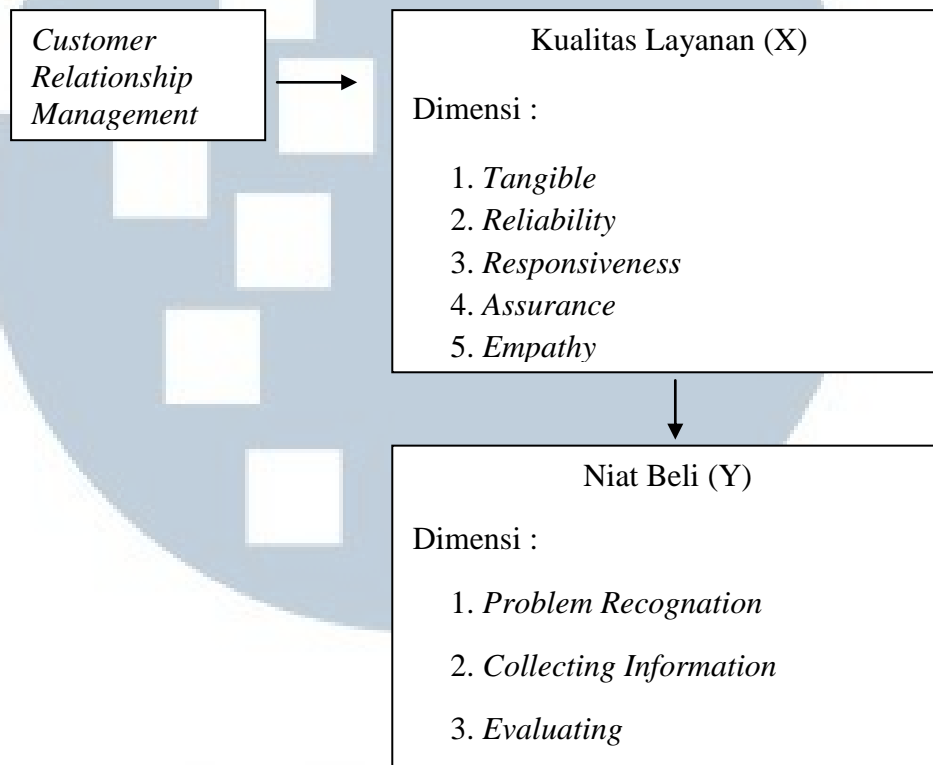 Customer
Relationship
Management
Kualitas Layanan (X)
Dimensi :
1. Tangible
2. Reliability
3. Responsiveness
4. Assurance
5. Empathy
Niat Beli (Y)
Dimensi :
1. Problem Recognation
2. Collecting Information
3. Evaluating